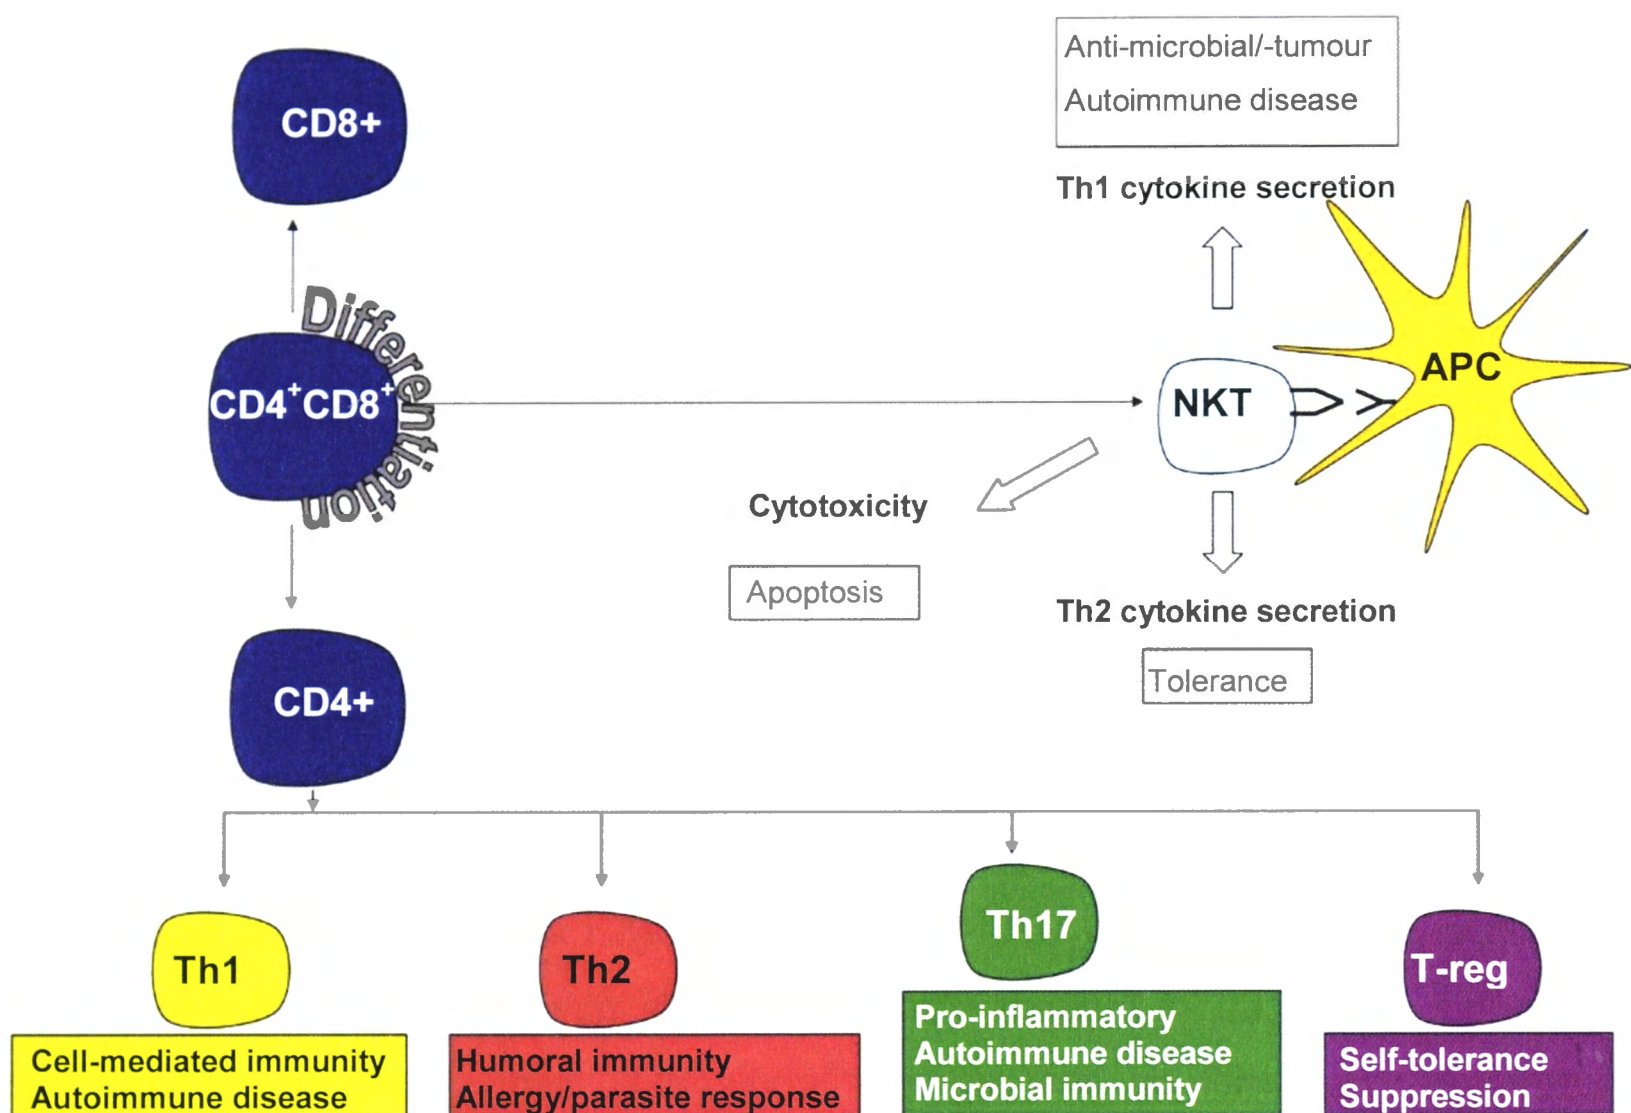 Anti-microbial/-tumour
Autoimmune disease
CD8+
Th1 cytokine secretion
Differentiation
APC
CD4⁺CD8⁺
NKT
Cytotoxicity
Apoptosis
Th2 cytokine secretion
Tolerance
CD4+
Th1
Th2
Th17
T-reg
Cell-mediated immunity
Autoimmune disease
Humoral immunity
Allergy/parasite response
Pro-inflammatory
Autoimmune disease
Microbial immunity
Self-tolerance
Suppression